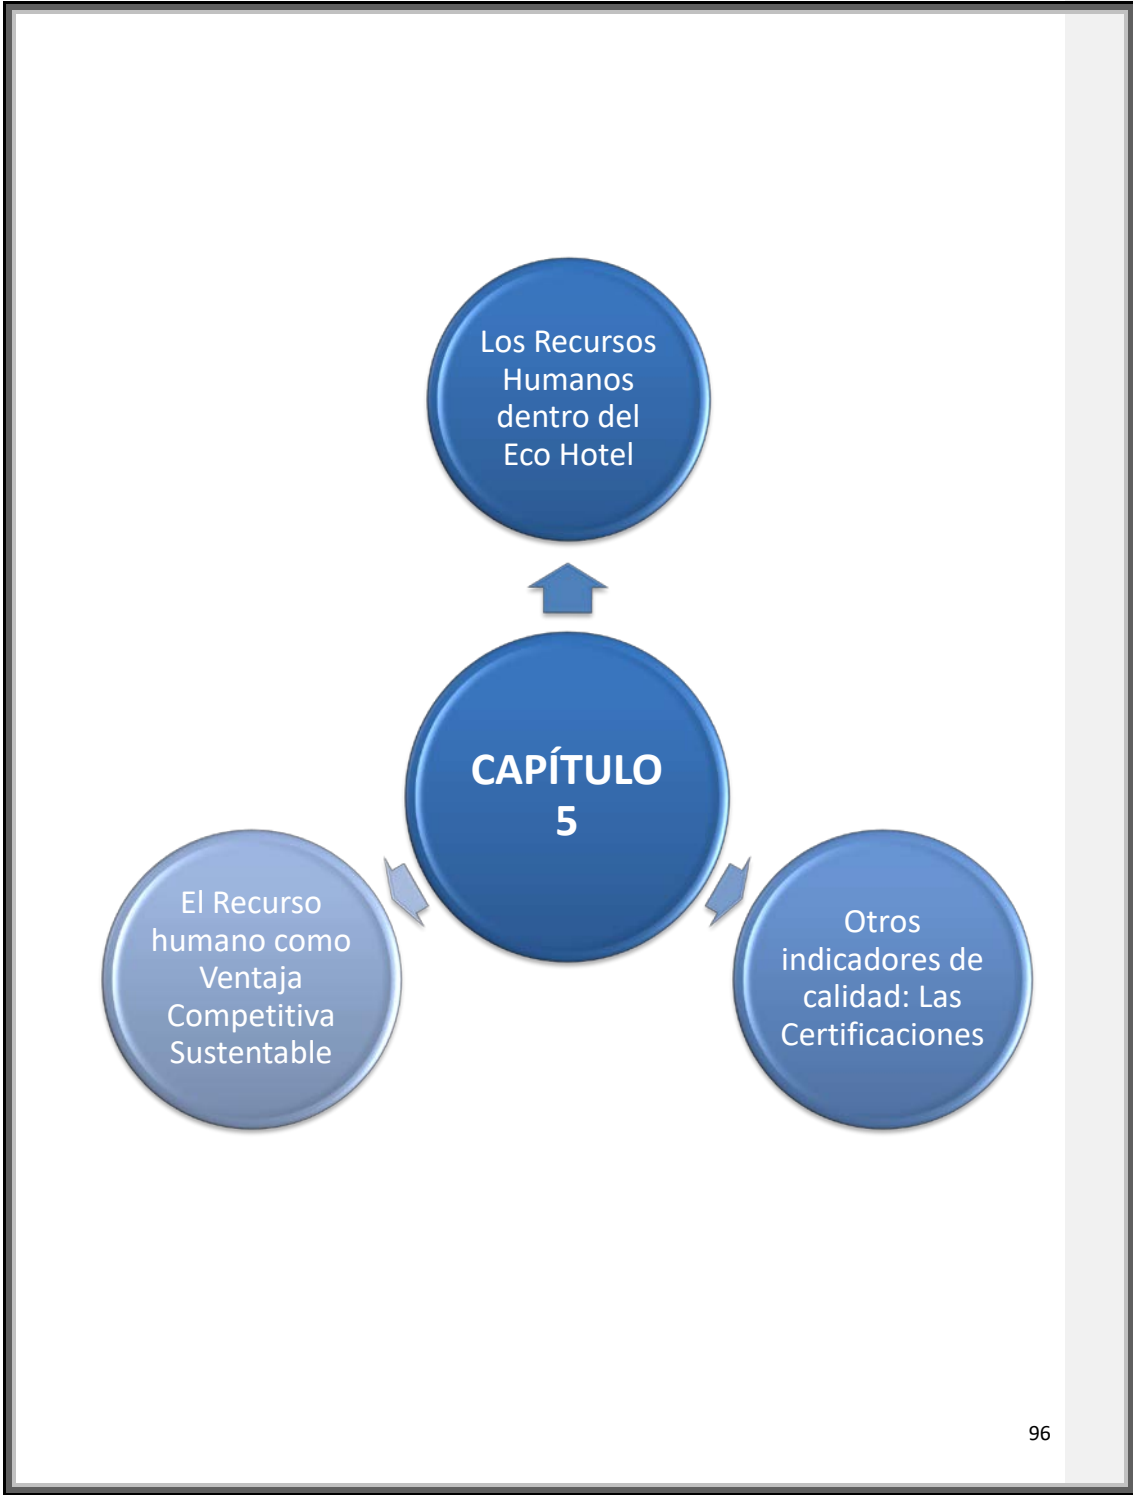 Los Recursos
Humanos
dentro del
Eco Hotel
CAPÍTULO
5
El Recurso
humano como
Ventaja
Competitiva
Sustentable
Otros
indicadores de
calidad: Las
Certificaciones
96